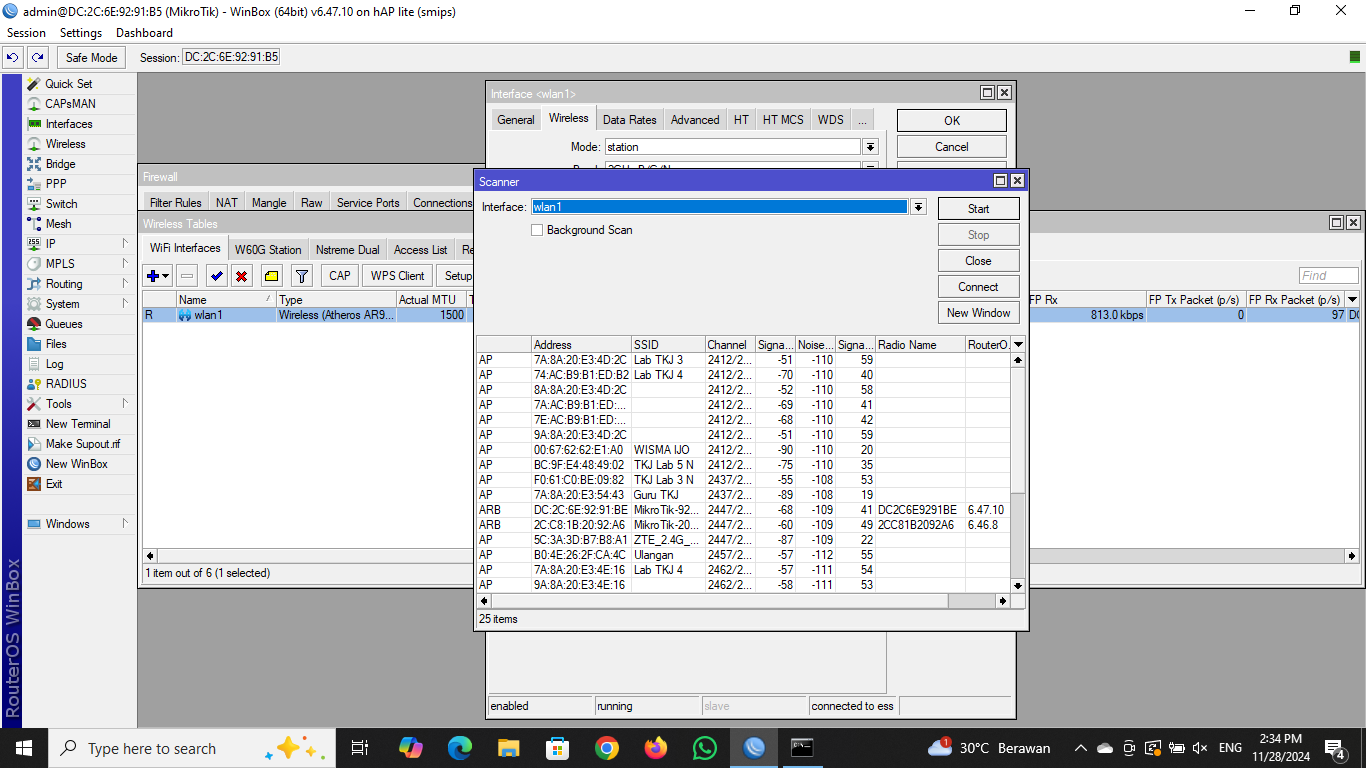 admin@DC:2C:6E:92:91:B5 (MikroTik) - WinBox (64bit) v6.47.10 on hAP lite (smips)
Session Settings Dashboard
Safe Mode Session: DC:2C:6E:92:91:B5
Quick Set
CAPsMAN
Interfaces
Wireless
Bridge
PPP
Switch
Mesh
IP
MPLS
Routing
System
Queues
Files
Log
RADIUS
Tools
New Terminal
Make Supout.rif
New WinBox
Exit
Windows
RouterOS WinBox
Interface <wlan1>
General Wireless Data Rates Advanced HT HT MCS WDS ...
OK
Cancel
Mode: station
Firewall
Filter Rules NAT Mangle Raw Service Ports Connections
Wireless Tables
WiFi Interfaces W60G Station Nstreme Dual Access List Re
CAP WPS Client Setup
Find
Name / Type Actual MTU T FP Rx FP Tx Packet (p/s) FP Rx Packet (p/s)
R wlan1 Wireless (Atheros AR9... 1500 813.0 kbps 0 97 DC
1 item out of 6 (1 selected)
Scanner
Interface: wlan1
Background Scan
Start
Stop
Close
Connect
New Window
Address SSID Channel Signa... Noise... Signa... Radio Name RouterO...
AP 7A:8A:20:E3:4D:2C Lab TKJ 3 2412/2... -51 -110 59
AP 74:AC:B9:B1:ED:B2 Lab TKJ 4 2412/2... -70 -110 40
AP 8A:8A:20:E3:4D:2C 2412/2... -52 -110 58
AP 7A:AC:B9:B1:ED:... 2412/2... -69 -110 41
AP 7E:AC:B9:B1:ED:... 2412/2... -68 -110 42
AP 9A:8A:20:E3:4D:2C 2412/2... -51 -110 59
AP 00:67:62:62:E1:A0 WISMA IJO 2412/2... -90 -110 20
AP BC:9F:E4:48:49:02 TKJ Lab 5 N 2412/2... -75 -110 35
AP F0:61:C0:BE:09:82 TKJ Lab 3 N 2437/2... -55 -108 53
AP 7A:8A:20:E3:54:43 Guru TKJ 2437/2... -89 -108 19
ARB DC:2C:6E:92:91:BE MikroTik-92... 2447/2... -68 -109 41 DC2C6E9291BE 6.47.10
ARB 2C:C8:1B:20:92:A6 MikroTik-20... 2447/2... -60 -109 49 2CC81B2092A6 6.46.8
AP 5C:3A:3D:B7:B8:A1 ZTE_2.4G_... 2447/2... -87 -109 22
AP B0:4E:26:2F:CA:4C Ulangan 2457/2... -57 -112 55
AP 7A:8A:20:E3:4E:16 Lab TKJ 4 2462/2... -57 -111 54
AP 9A:8A:20:E3:4E:16 2462/2... -58 -111 53
25 items
enabled running slave connected to ess
Type here to search
1
30°C Berawan
ENG
2:34 PM
11/28/2024
4